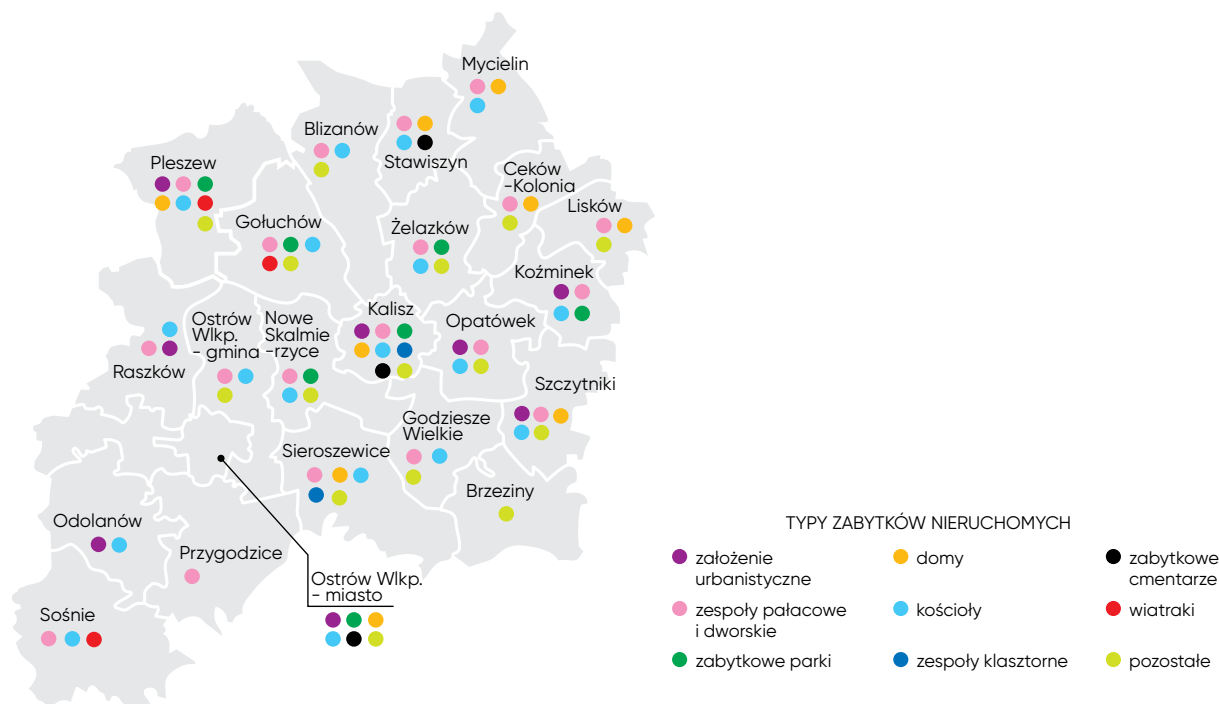 Mycielin
Blizanów
Stawiszyn
Pleszew
Ceków
-Kolonia
Lisków
Gołuchów
Żelazków
Koźminek
Kalisz
Ostrów
Wlkp.
- gmina
Nowe
Skalmie
-rzyce
Opatówek
Raszków
Szczytniki
Godziesze
Wielkie
Sieroszewice
Brzeziny
Odolanów
Przygodzice
Ostrów Wlkp.
- miasto
Sośnie
TYPY ZABYTKÓW NIERUCHOMYCH
założenie
urbanistyczne
domy
zabytkowe
cmentarze
zespoły pałacowe
i dworskie
kościoły
wiatraki
zabytkowe parki
zespoły klasztorne
pozostałe